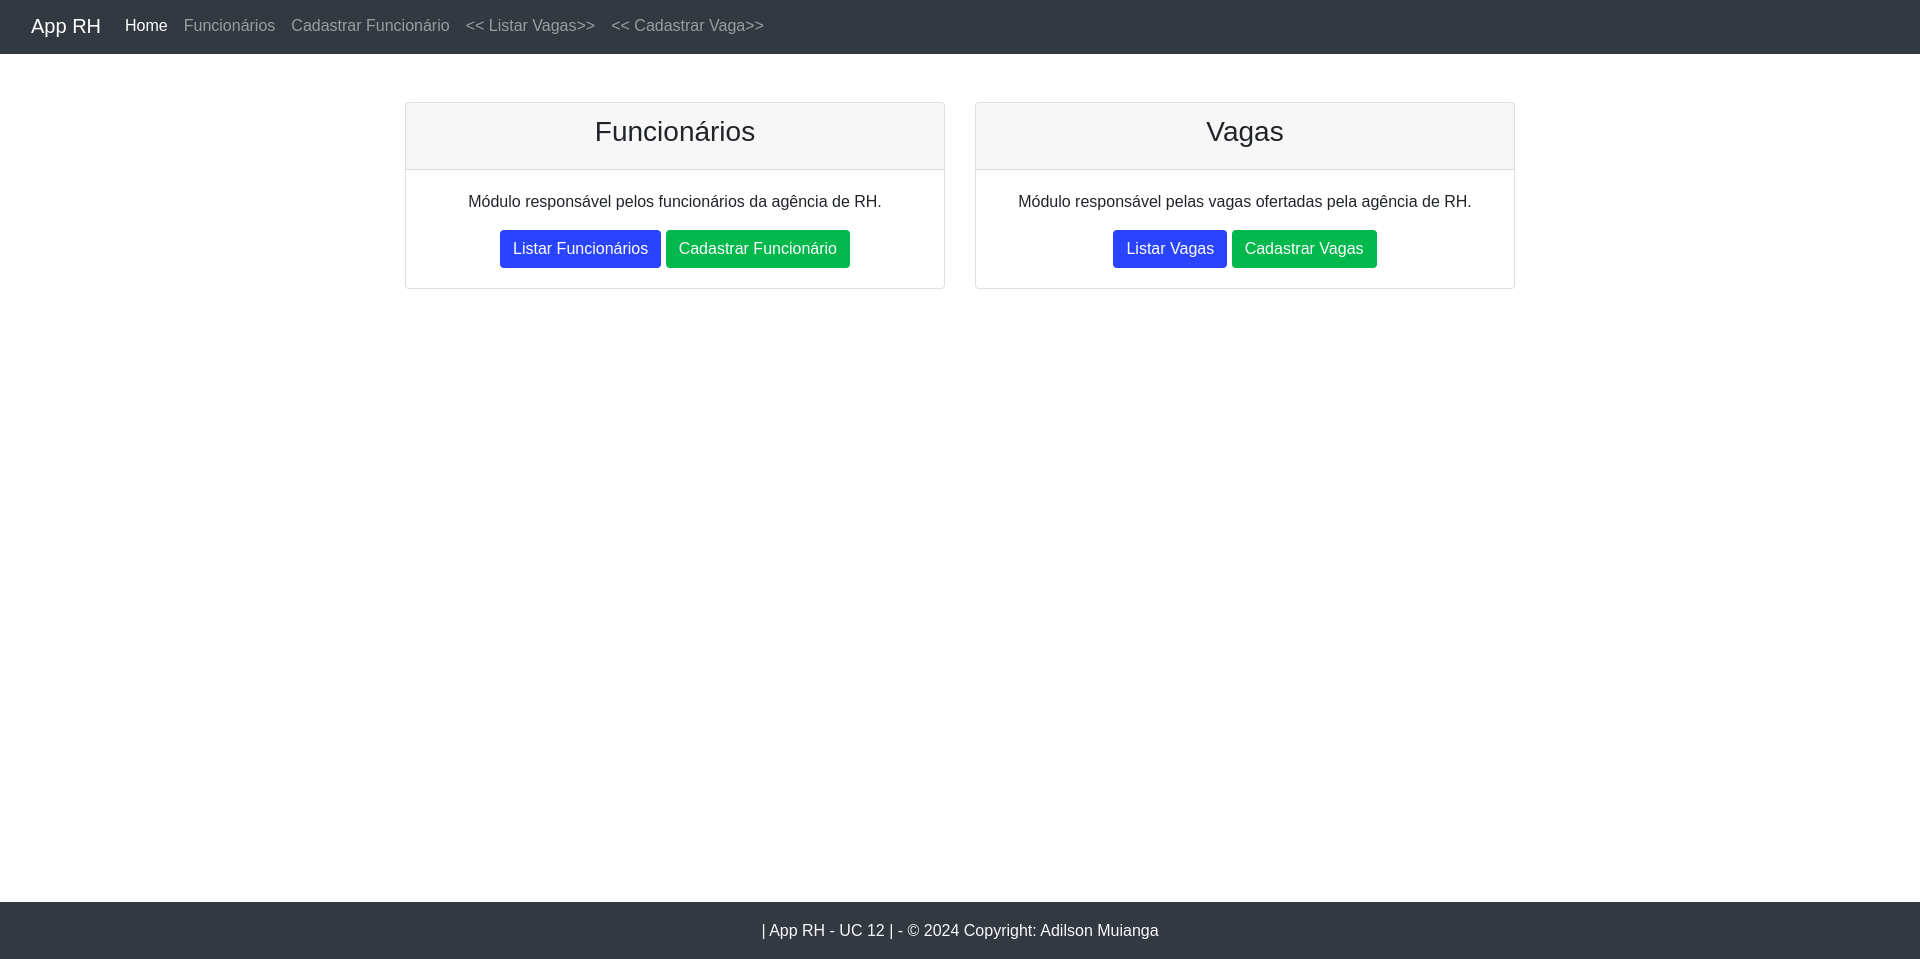 App RH Home Funcionários Cadastrar Funcionário << Listar Vagas>> << Cadastrar Vaga>>
Funcionários
Módulo responsável pelos funcionários da agência de RH.
Listar Funcionários Cadastrar Funcionário
Vagas
Módulo responsável pelas vagas ofertadas pela agência de RH.
Listar Vagas Cadastrar Vagas
| App RH - UC 12 | - © 2024 Copyright: Adilson Muianga